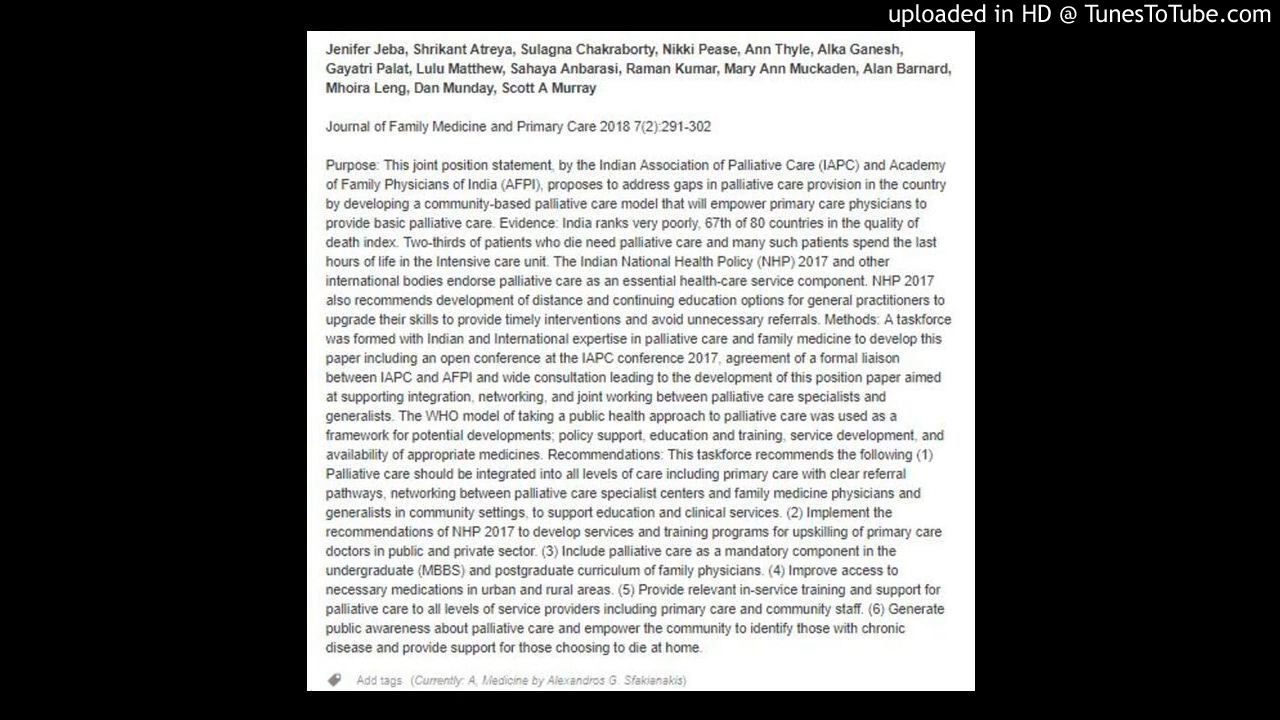 uploaded in HD @ TunesToTube.com
Jenifer Jeba, Shrikant Atreya, Sulagna Chakraborty, Nikki Pease, Ann Thyle, Alka Ganesh,
Gayatri Palat, Lulu Matthew, Sahaya Anbarasi, Raman Kumar, Mary Ann Muckaden, Alan Barnard,
Mhoira Leng, Dan Munday, Scott A Murray
Journal of Family Medicine and Primary Care 2018 7(2):291-302
Purpose: This joint position statement, by the Indian Association of Palliative Care (IAPC) and Academy
of Family Physicians of India (AFPI), proposes to address gaps in palliative care provision in the country
by developing a community-based palliative care model that will empower primary care physicians to
provide basic palliative care. Evidence: India ranks very poorly, 67th of 80 countries in the quality of
death index. Two-thirds of patients who die need palliative care and many such patients spend the last
hours of life in the Intensive care unit. The Indian National Health Policy (NHP) 2017 and other
international bodies endorse palliative care as an essential health-care service component. NHP 2017
also recommends development of distance and continuing education options for general practitioners to
upgrade their skills to provide timely interventions and avoid unnecessary referrals. Methods: A taskforce
was formed with Indian and International expertise in palliative care and family medicine to develop this
paper including an open conference at the IAPC conference 2017, agreement of a formal liaison
between IAPC and AFPI and wide consultation leading to the development of this position paper aimed
at supporting integration, networking, and joint working between palliative care specialists and
generalists. The WHO model of taking a public health approach to palliative care was used as a
framework for potential developments; policy support, education and training, service development, and
availability of appropriate medicines. Recommendations: This taskforce recommends the following (1)
Palliative care should be integrated into all levels of care including primary care with clear referral
pathways, networking between palliative care specialist centers and family medicine physicians and
generalists in community settings, to support education and clinical services. (2) Implement the
recommendations of NHP 2017 to develop services and training programs for upskilling of primary care
doctors in public and private sector. (3) Include palliative care as a mandatory component in the
undergraduate (MBBS) and postgraduate curriculum of family physicians. (4) Improve access to
necessary medications in urban and rural areas. (5) Provide relevant in-service training and support for
palliative care to all levels of service providers including primary care and community staff. (6) Generate
public awareness about palliative care and empower the community to identify those with chronic
disease and provide support for those choosing to die at home.
Add tags (Currently: A, Medicine by Alexandros G. Sfakianakis)